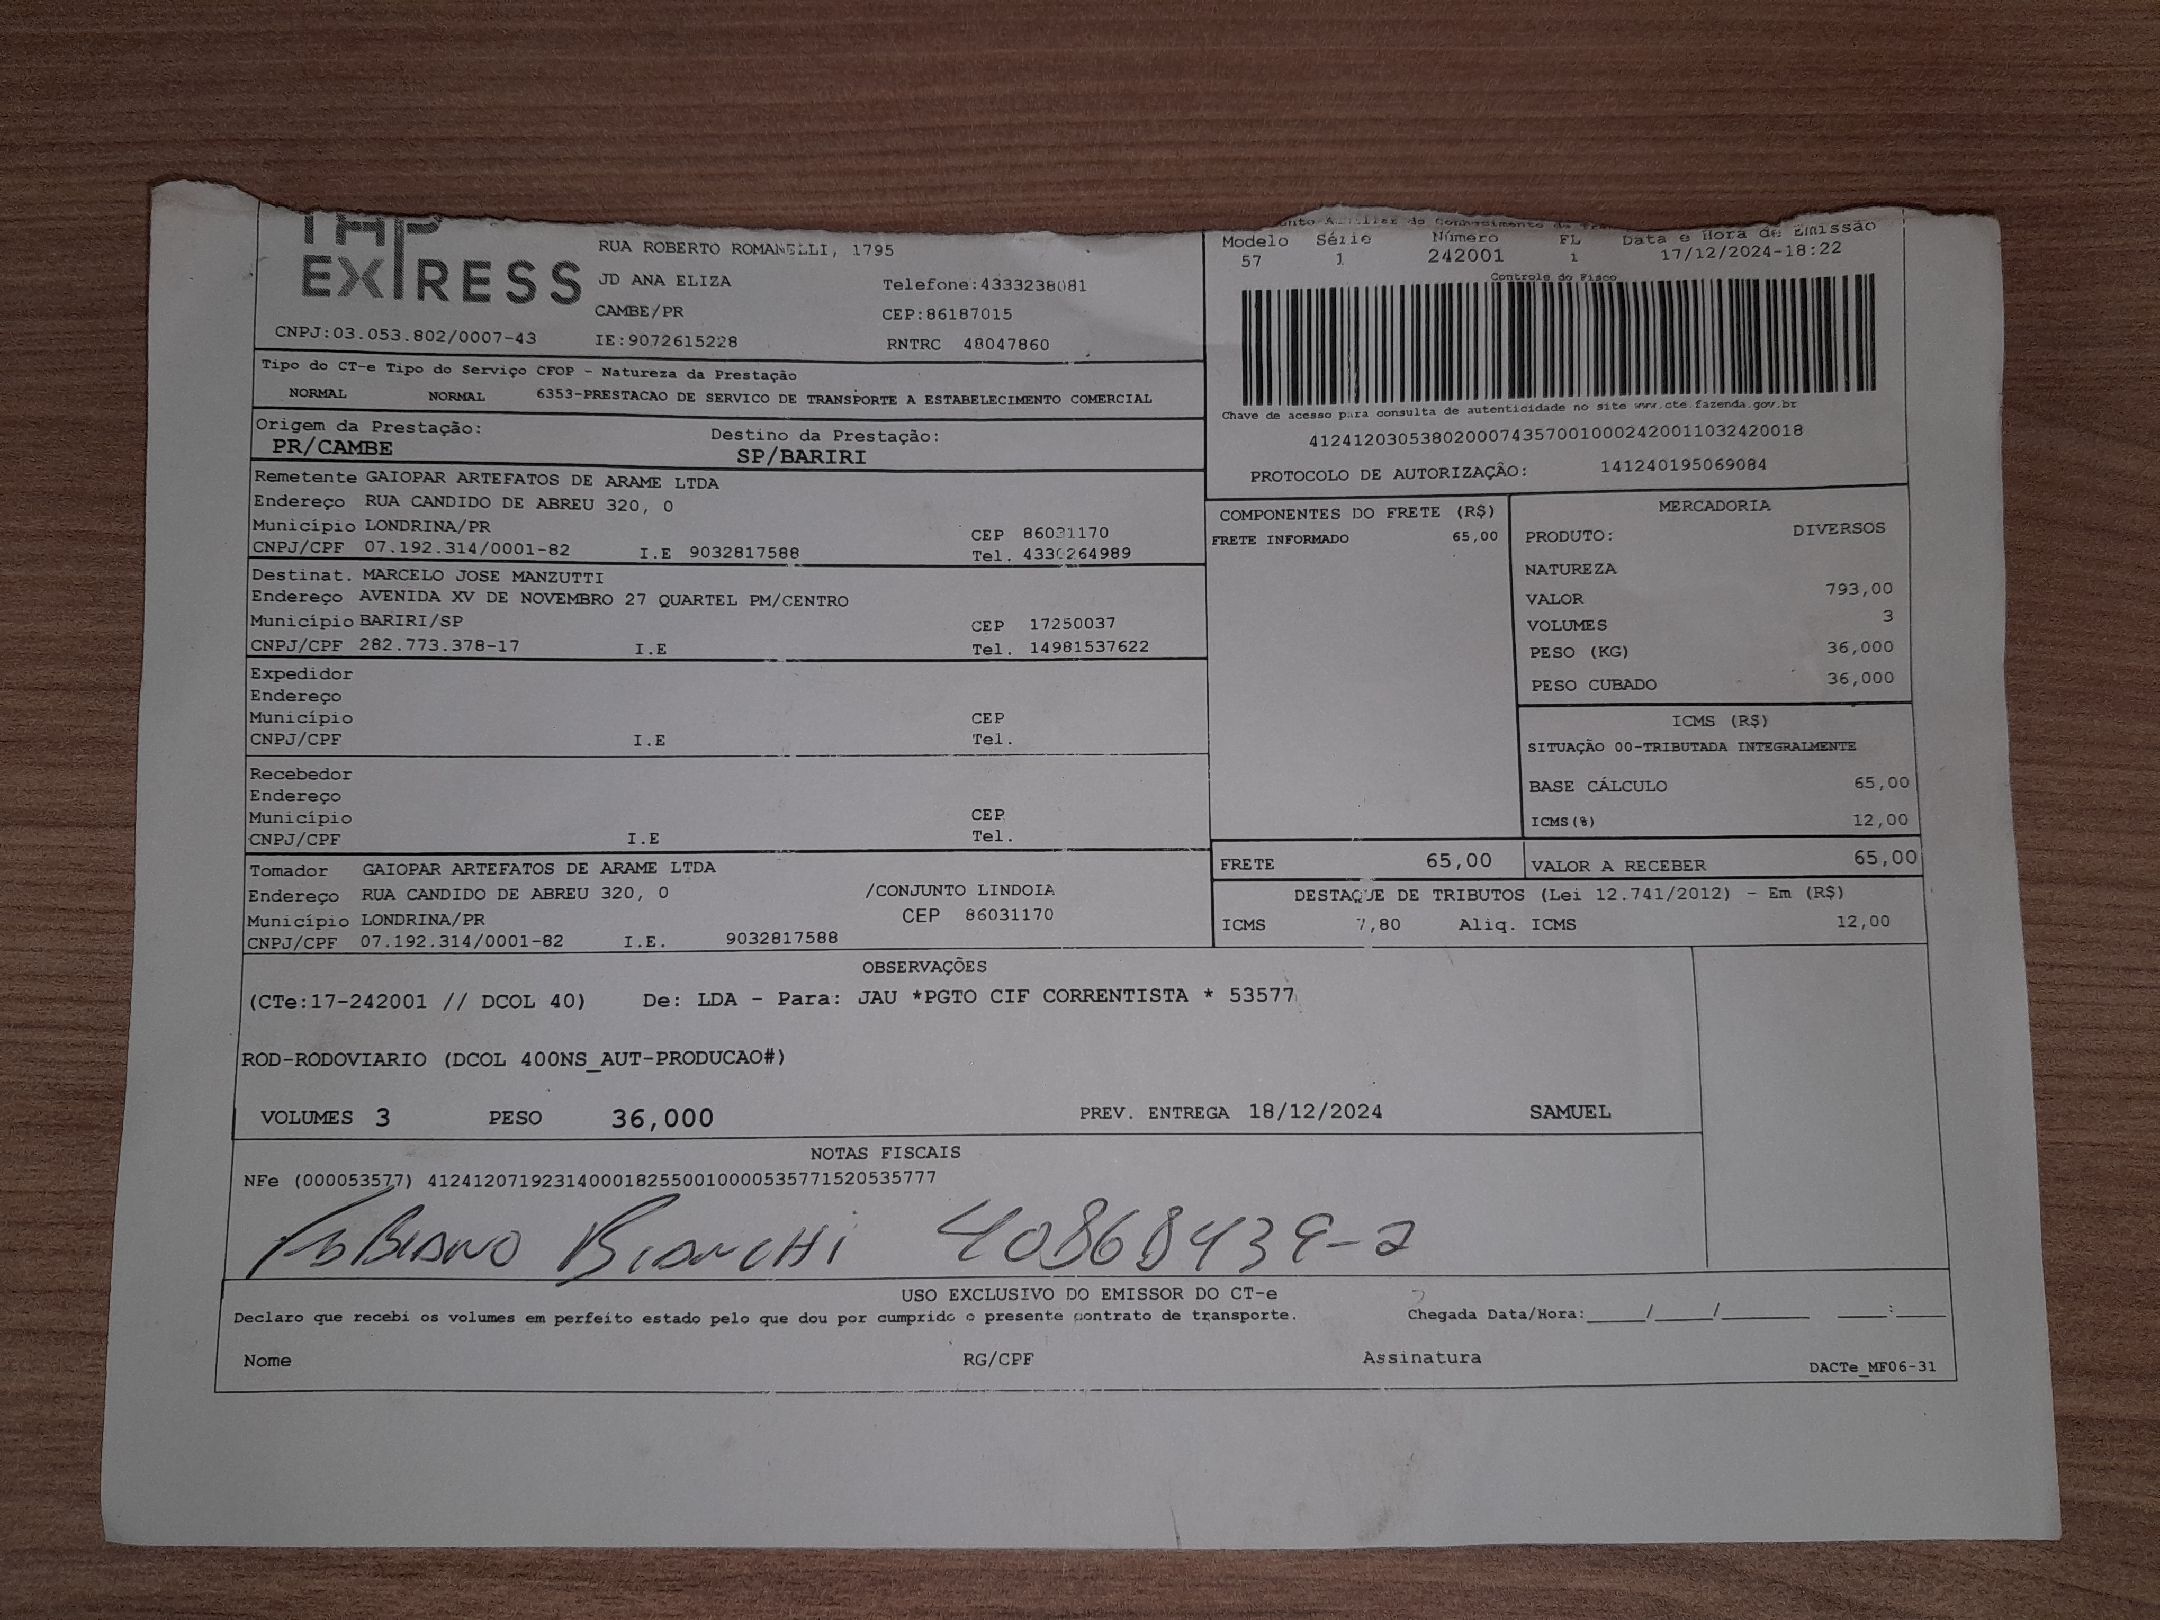 EXPRESS
RUA ROBERTO ROMANELLI, 1795
JD ANA ELIZA Telefone:4333238081
CAMBE/PR CEP:86187015
CNPJ:03.053.802/0007-43 IE:9072615228 RNTRC 48047860
Modelo Série Número FL Data e Hora de Emissão
57 1 242001 1 17/12/2024-18:22
Controle do Fisco
Chave de acesso para consulta de autenticidade no site www.cte.fazenda.gov.br
41241203053802000743570010002420011032420018
PROTOCOLO DE AUTORIZAÇÃO: 141240195069084
Tipo do CT-e Tipo do Serviço CFOP - Natureza da Prestação
NORMAL NORMAL 6353-PRESTACAO DE SERVICO DE TRANSPORTE A ESTABELECIMENTO COMERCIAL
Origem da Prestação: Destino da Prestação:
PR/CAMBE SP/BARIRI
Remetente GAIOPAR ARTEFATOS DE ARAME LTDA
Endereço RUA CANDIDO DE ABREU 320, 0
Município LONDRINA/PR CEP 86031170
CNPJ/CPF 07.192.314/0001-82 I.E 9032817588 Tel. 4330264989
Destinat. MARCELO JOSE MANZUTTI
Endereço AVENIDA XV DE NOVEMBRO 27 QUARTEL PM/CENTRO
Município BARIRI/SP CEP 17250037
CNPJ/CPF 282.773.378-17 I.E Tel. 14981537622
Expedidor
Endereço
Município CEP
CNPJ/CPF I.E Tel.
Recebedor
Endereço
Município CEP
CNPJ/CPF I.E Tel.
Tomador GAIOPAR ARTEFATOS DE ARAME LTDA
Endereço RUA CANDIDO DE ABREU 320, 0 /CONJUNTO LINDOIA
Município LONDRINA/PR CEP 86031170
CNPJ/CPF 07.192.314/0001-82 I.E. 9032817588
COMPONENTES DO FRETE (R$)
FRETE INFORMADO 65,00
MERCADORIA
PRODUTO: DIVERSOS
NATUREZA
VALOR 793,00
VOLUMES 3
PESO (KG) 36,000
PESO CUBADO 36,000
ICMS (R$)
SITUAÇÃO 00-TRIBUTADA INTEGRALMENTE
BASE CÁLCULO 65,00
ICMS(%) 12,00
FRETE 65,00 VALOR A RECEBER 65,00
DESTAQUE DE TRIBUTOS (Lei 12.741/2012) - Em (R$)
ICMS 7,80 Aliq. ICMS 12,00
OBSERVAÇÕES
(CTe:17-242001 // DCOL 40) De: LDA - Para: JAU *PGTO CIF CORRENTISTA * 53577
ROD-RODOVIARIO (DCOL 400NS_AUT-PRODUCAO#)
VOLUMES 3 PESO 36,000 PREV. ENTREGA 18/12/2024 SAMUEL
NOTAS FISCAIS
NFe (000053577) 41241207192314000182550010000535771520535777
FABIANO BIANCHI 40868439-2
USO EXCLUSIVO DO EMISSOR DO CT-e
Declaro que recebi os volumes em perfeito estado pelo que dou por cumprido o presente contrato de transporte. Chegada Data/Hora:_____/_____/________ ____:____
Nome RG/CPF Assinatura DACTe_MF06-31